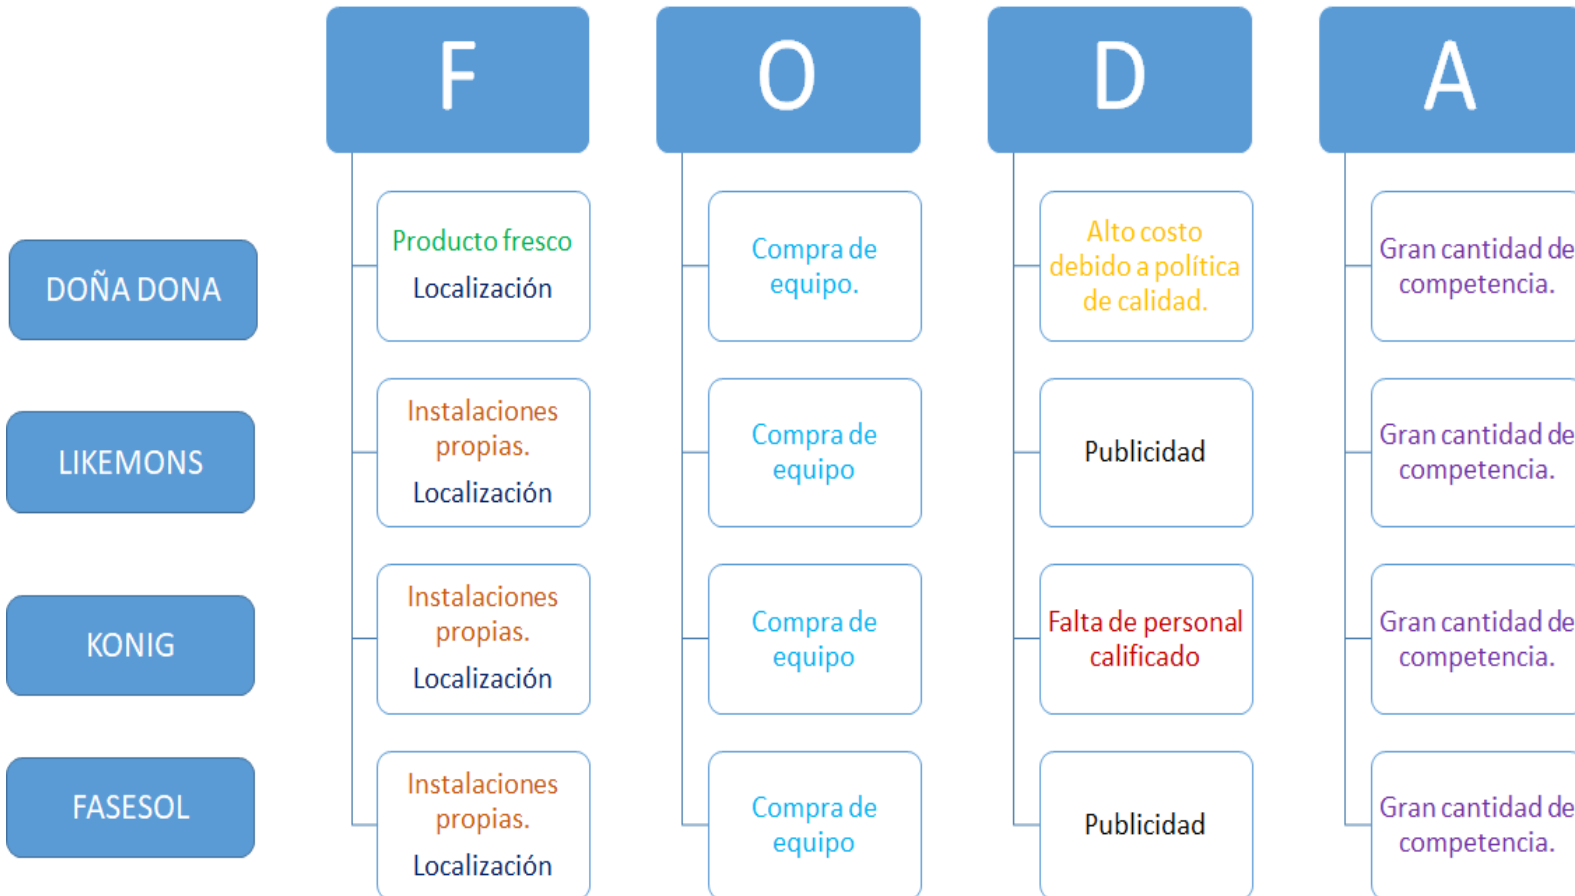 F
O
D
A
DOÑA DONA
Producto fresco
Localización
Compra de
equipo.
Alto costo
debido a política
de calidad.
Gran cantidad de
competencia.
LIKEMONS
Instalaciones
propias.
Localización
Compra de
equipo
Publicidad
Gran cantidad de
competencia.
KONIG
Instalaciones
propias.
Localización
Compra de
equipo
Falta de personal
calificado
Gran cantidad de
competencia.
FASESOL
Instalaciones
propias.
Localización
Compra de
equipo
Publicidad
Gran cantidad de
competencia.